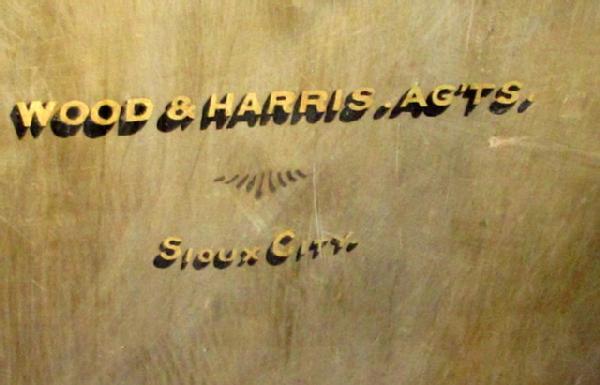 WOOD & HARRIS. AG'TS.
Sioux City.